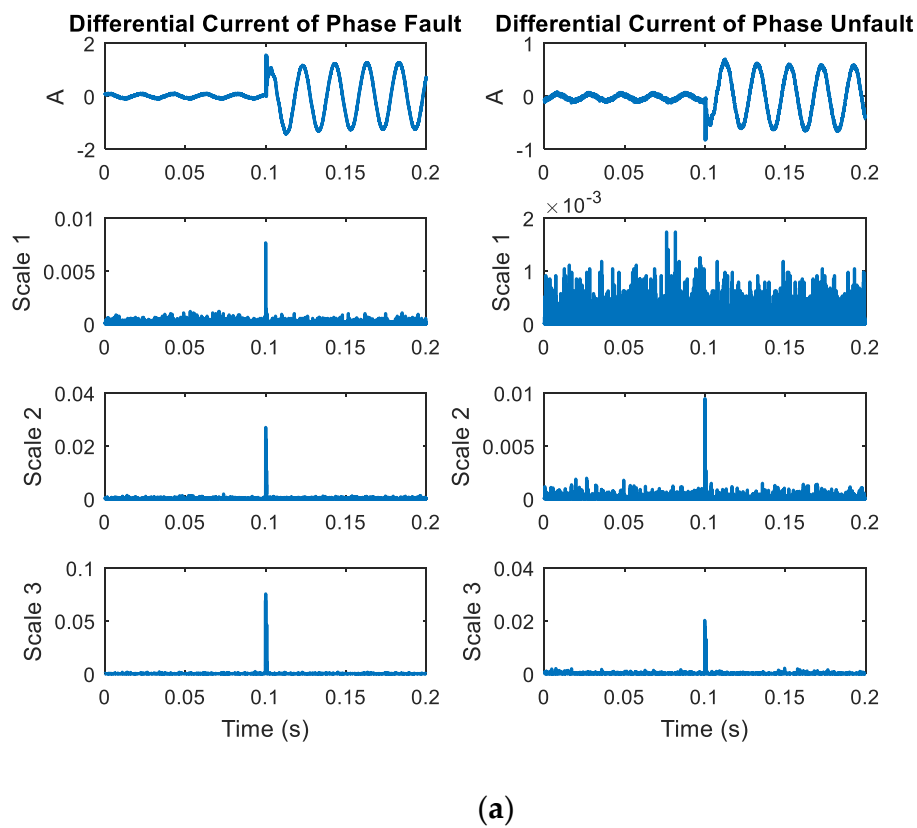 Differential Current of Phase Fault
2
0
-2
A
0 0.05 0.1 0.15 0.2
Differential Current of Phase Unfault
1
0
-1
A
0 0.05 0.1 0.15 0.2
0.01
0.005
0
Scale 1
0 0.05 0.1 0.15 0.2
× 10⁻³
2
1
0
Scale 1
0 0.05 0.1 0.15 0.2
0.04
0.02
0
Scale 2
0 0.05 0.1 0.15 0.2
0.01
0.005
0
Scale 2
0 0.05 0.1 0.15 0.2
0.1
0.05
0
Scale 3
0 0.05 0.1 0.15 0.2
Time (s)
0.04
0.02
0
Scale 3
0 0.05 0.1 0.15 0.2
Time (s)
(a)